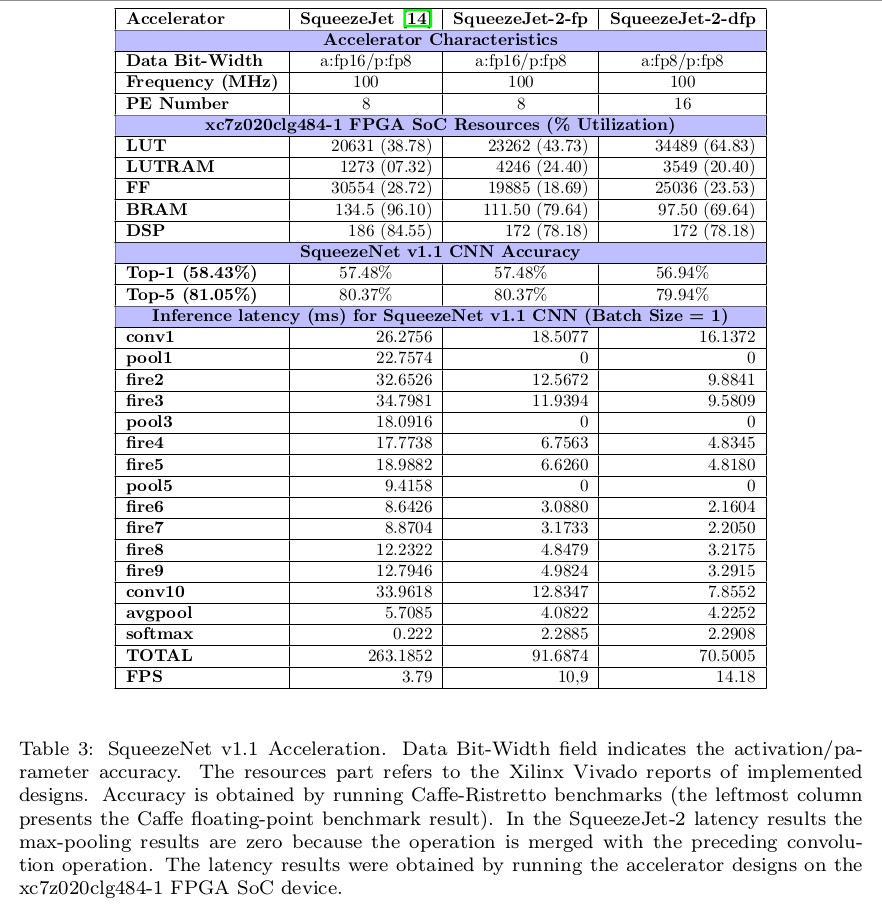 Accelerator SqueezeJet [14] SqueezeJet-2-fp SqueezeJet-2-dfp
Accelerator Characteristics
Data Bit-Width a:fp16/p:fp8 a:fp16/p:fp8 a:fp8/p:fp8
Frequency (MHz) 100 100 100
PE Number 8 8 16
xc7z020clg484-1 FPGA SoC Resources (% Utilization)
LUT 20631 (38.78) 23262 (43.73) 34489 (64.83)
LUTRAM 1273 (07.32) 4246 (24.40) 3549 (20.40)
FF 30554 (28.72) 19885 (18.69) 25036 (23.53)
BRAM 134.5 (96.10) 111.50 (79.64) 97.50 (69.64)
DSP 186 (84.55) 172 (78.18) 172 (78.18)
SqueezeNet v1.1 CNN Accuracy
Top-1 (58.43%) 57.48% 57.48% 56.94%
Top-5 (81.05%) 80.37% 80.37% 79.94%
Inference latency (ms) for SqueezeNet v1.1 CNN (Batch Size = 1)
conv1 26.2756 18.5077 16.1372
pool1 22.7574 0 0
fire2 32.6526 12.5672 9.8841
fire3 34.7981 11.9394 9.5809
pool3 18.0916 0 0
fire4 17.7738 6.7563 4.8345
fire5 18.9882 6.6260 4.8180
pool5 9.4158 0 0
fire6 8.6426 3.0880 2.1604
fire7 8.8704 3.1733 2.2050
fire8 12.2322 4.8479 3.2175
fire9 12.7946 4.9824 3.2915
conv10 33.9618 12.8347 7.8552
avgpool 5.7085 4.0822 4.2252
softmax 0.222 2.2885 2.2908
TOTAL 263.1852 91.6874 70.5005
FPS 3.79 10,9 14.18
Table 3: SqueezeNet v1.1 Acceleration. Data Bit-Width field indicates the activation/pa-
rameter accuracy. The resources part refers to the Xilinx Vivado reports of implemented
designs. Accuracy is obtained by running Caffe-Ristretto benchmarks (the leftmost column
presents the Caffe floating-point benchmark result). In the SqueezeJet-2 latency results the
max-pooling results are zero because the operation is merged with the preceding convolu-
tion operation. The latency results were obtained by running the accelerator designs on the
xc7z020clg484-1 FPGA SoC device.